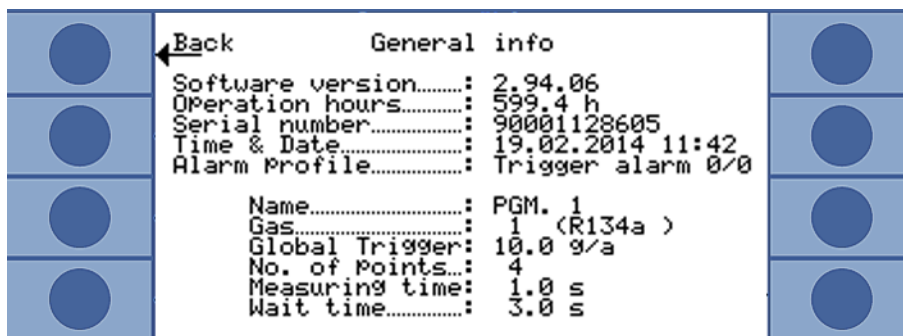 Back General info
Software version........: 2.94.06
Operation hours.........: 599.4 h
Serial number...........: 90001128605
Time & Date.............: 19.02.2014 11:42
Alarm profile...........: Trigger alarm 0/0
Name....................: PGM. 1
Gas.....................: 1 (R134a )
Global Trigger: 10.0 g/a
No. of points...: 4
Measuring time: 1.0 s
Wait time..............: 3.0 s